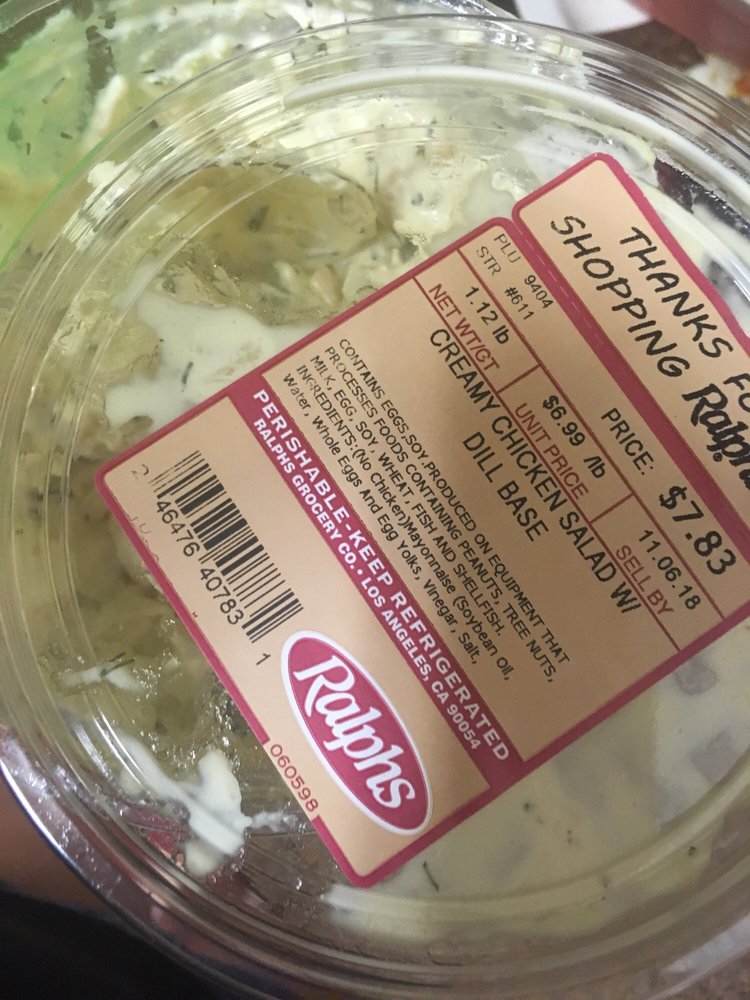 THANKS FO
SHOPPING Ralphs
PRICE: $7.83
PLU 9404
STR #611
1.12 lb $6.99 /lb 11.06.18
NET WT/CT UNIT PRICE SELL BY
CREAMY CHICKEN SALAD W/
DILL BASE
CONTAINS EGGS,SOY,PRODUCED ON EQUIPMENT THAT
PROCESSES FOODS CONTAINING PEANUTS, TREE NUTS,
MILK, EGG, SOY, WHEAT, FISH AND SHELLFISH.
INGREDIENTS:(No Chicken)Mayonnaise (Soybean Oil,
Water, Whole Eggs And Egg Yolks, Vinegar, Salt,
PERISHABLE-KEEP REFRIGERATED
RALPHS GROCERY CO. • LOS ANGELES, CA 90054
2 46476 40783 1
Ralphs
060598